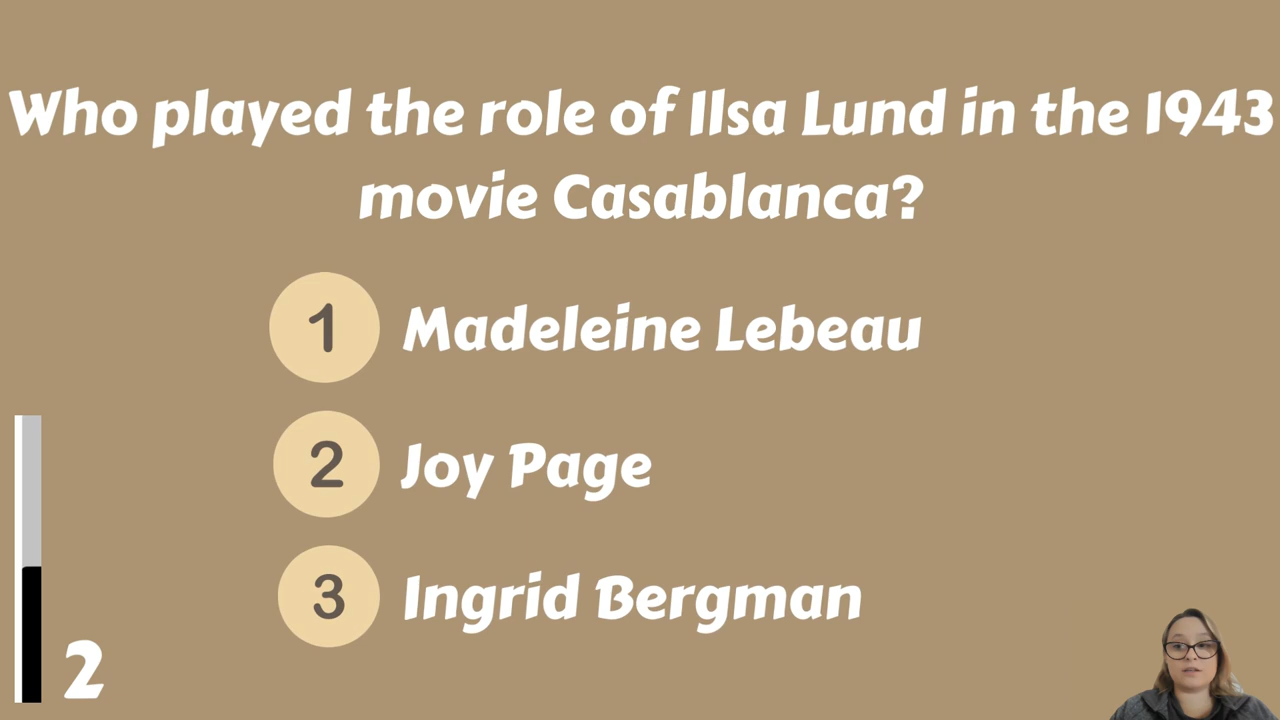 Who played the role of Ilsa Lund in the 1943
movie Casablanca?
1 Madeleine Lebeau
2 Joy Page
3 Ingrid Bergman
2